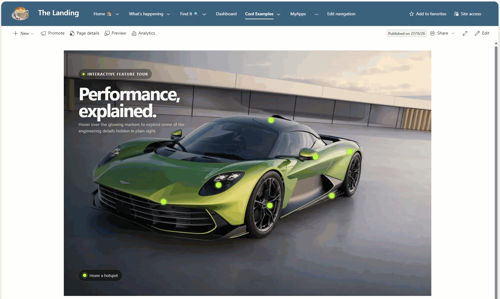 The Landing
Home
What's happening
Find It
Dashboard
Cool Examples
MyApps
Edit navigation
Add to favorites
Site access
New
Promote
Page details
Preview
Analytics
Share
Edit
INTERACTIVE FEATURE TOUR
Performance,
explained.
Hover over the glowing markers to explore some of the
engineering details hidden in plain sight.
Hover a hotspot